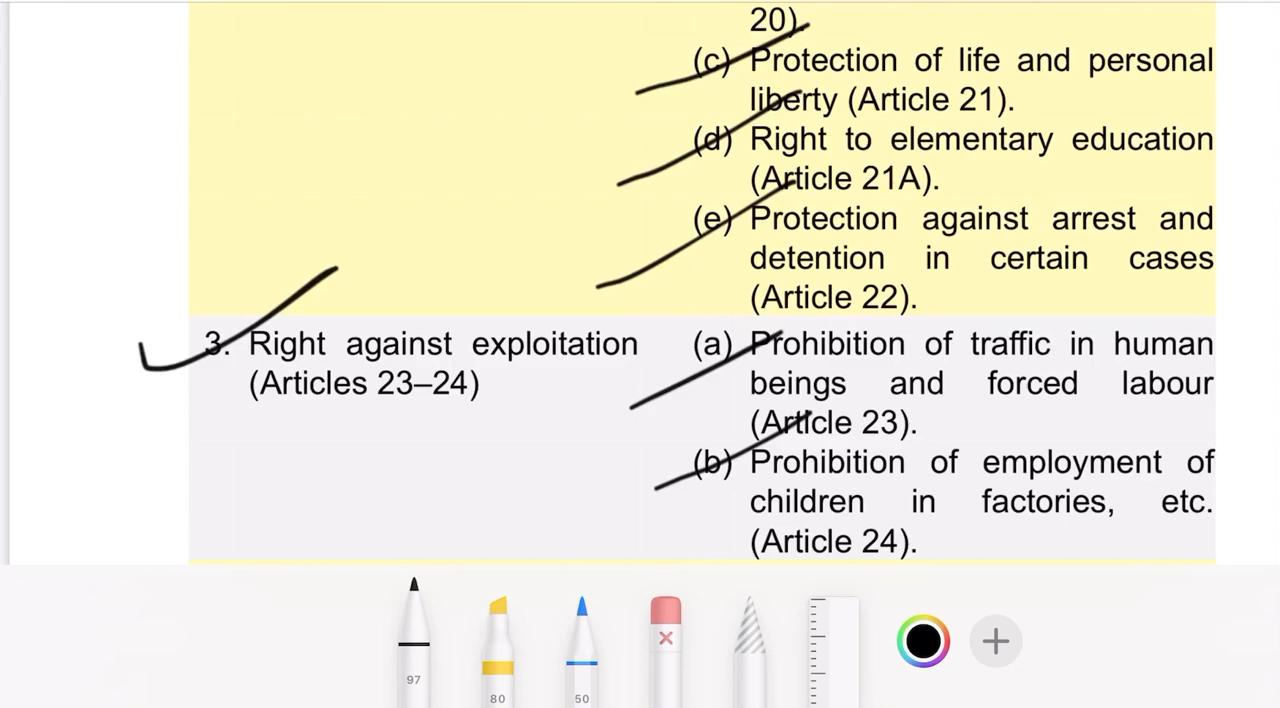 20).
(c) Protection of life and personal
liberty (Article 21).
(d) Right to elementary education
(Article 21A).
(e) Protection against arrest and
detention in certain cases
(Article 22).
3. Right against exploitation
(Articles 23–24)
(a) Prohibition of traffic in human
beings and forced labour
(Article 23).
(b) Prohibition of employment of
children in factories, etc.
(Article 24).
97
80
50